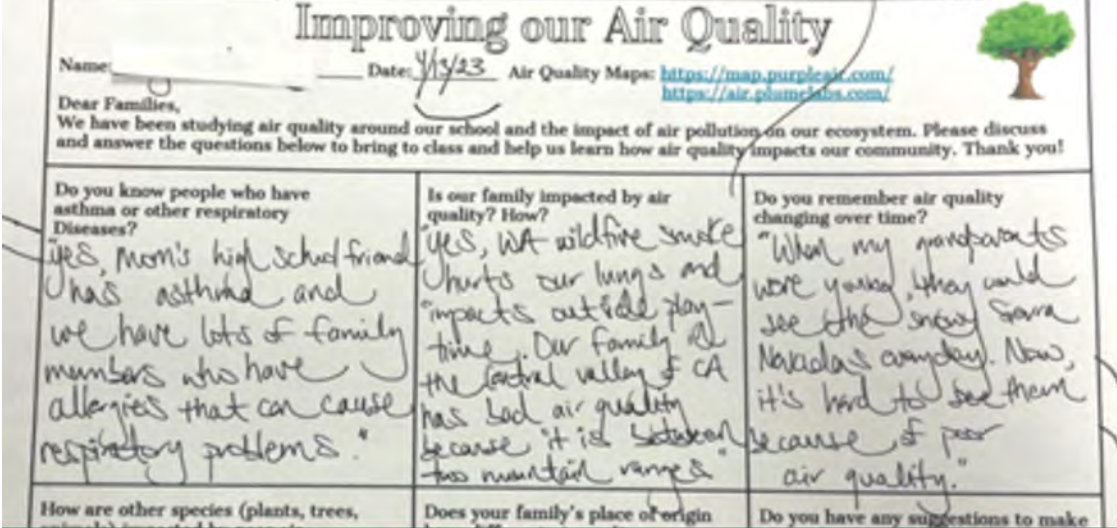 Improving our Air Quality
Name: Date: 4/13/23 Air Quality Maps: https://map.purpleair.com/
https://air.plumelabs.com/
Dear Families,
We have been studying air quality around our school and the impact of air pollution on our ecosystem. Please discuss
and answer the questions below to bring to class and help us learn how air quality impacts our community. Thank you!
Do you know people who have
asthma or other respiratory
Diseases?
"Yes, Mom's high school friend
has asthma and
we have lots of family
members who have
allergies that can cause
respiratory problems."
Is our family impacted by air
quality? How?
"Yes, WA wildfire smoke
hurts our lungs and
impacts outside play-
time. Our family in
the Central valley of CA
has bad air quality
because it is between
two mountain ranges"
Do you remember air quality
changing over time?
"When my grandparents
were younger, they could
see the snowy Sierra
Nevadas everyday. Now,
it's hard to see them
because of poor
air quality."
How are other species (plants, trees,
Does your family's place of origin
Do you have any suggestions to make